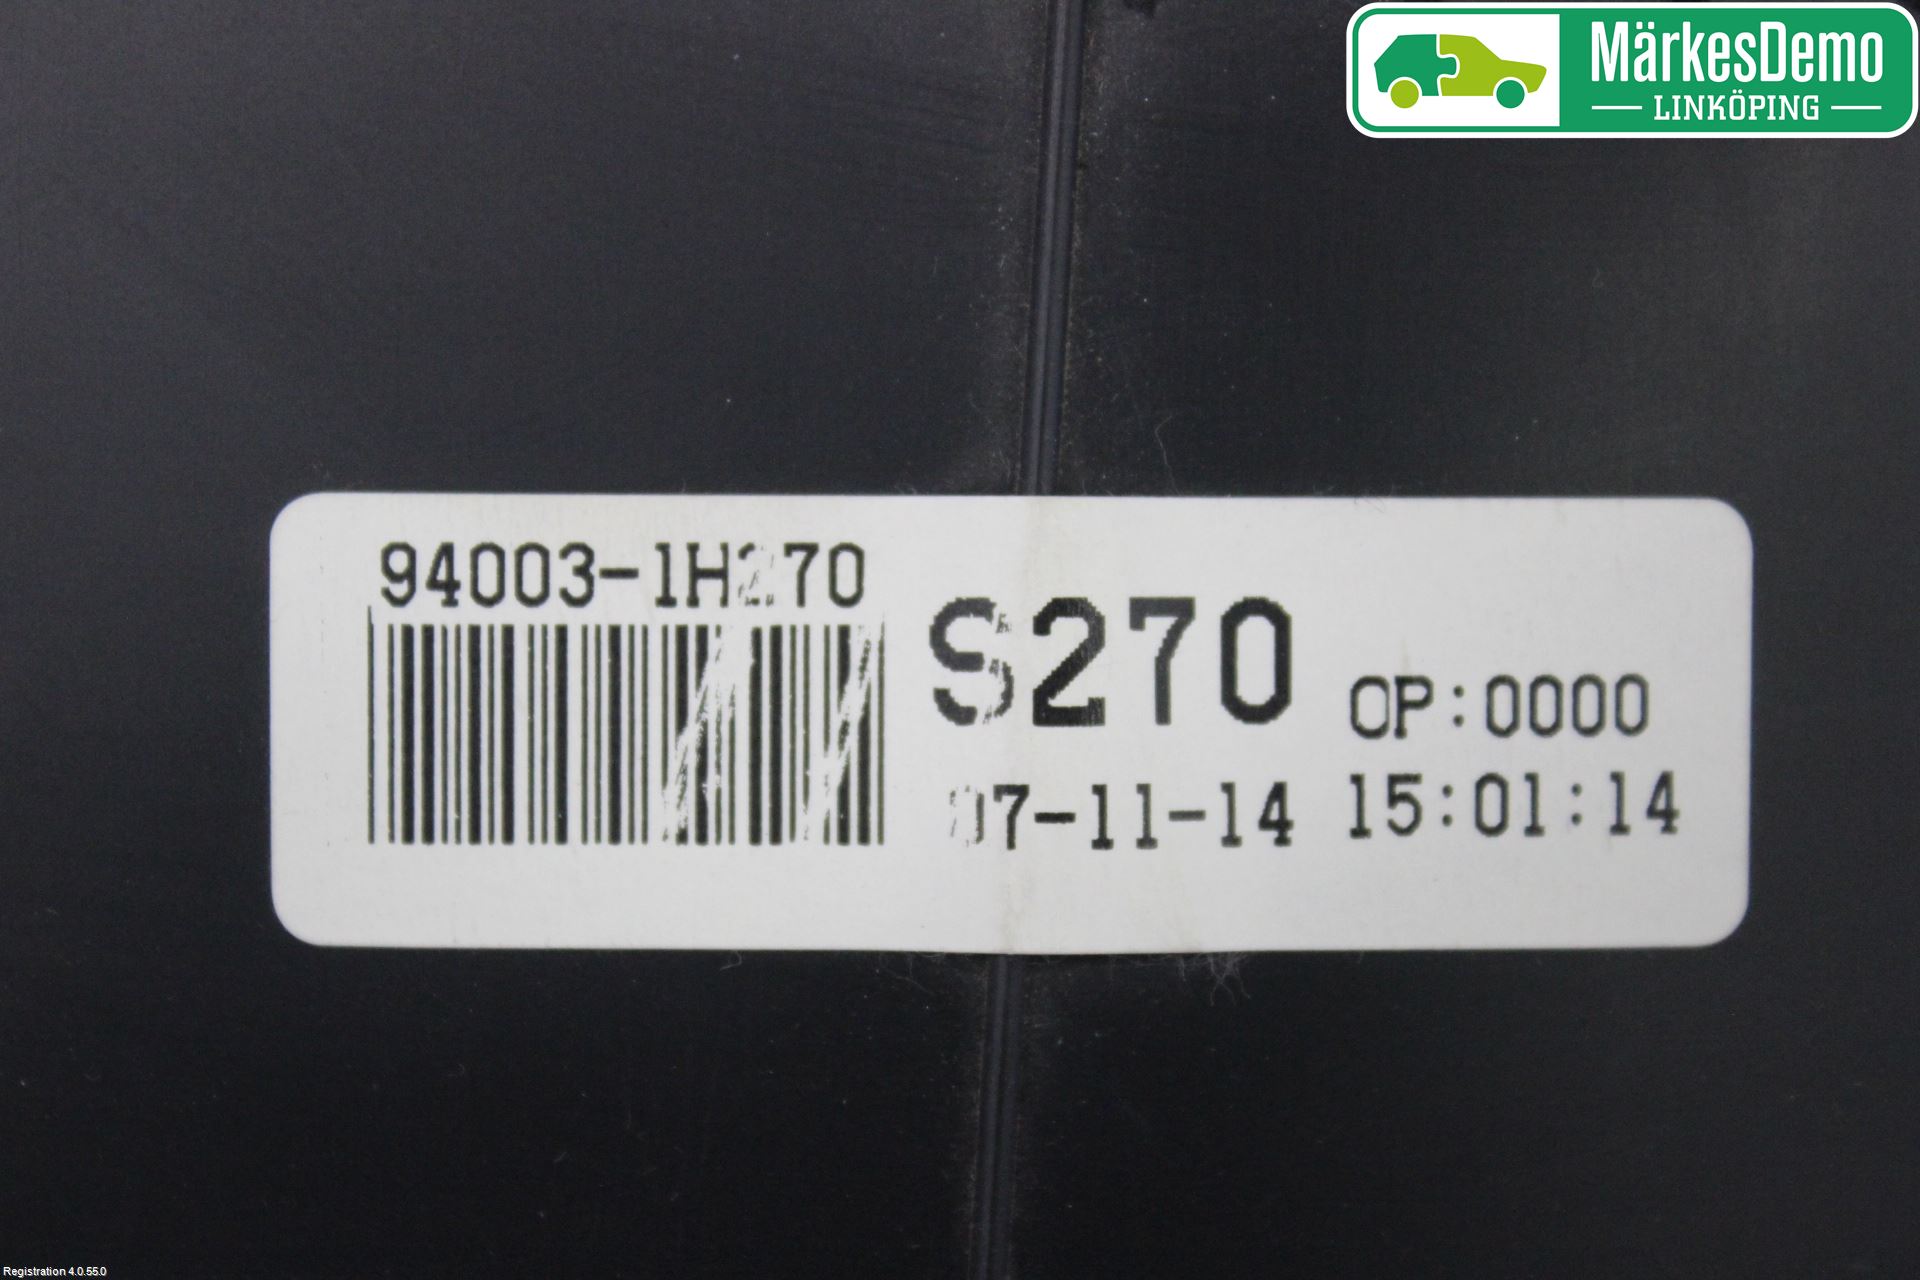 MärkesDemo
LINKÖPING
94003-1H270
S270
OP:0000
07-11-14 15:01:14
Registration 4.0.55.0